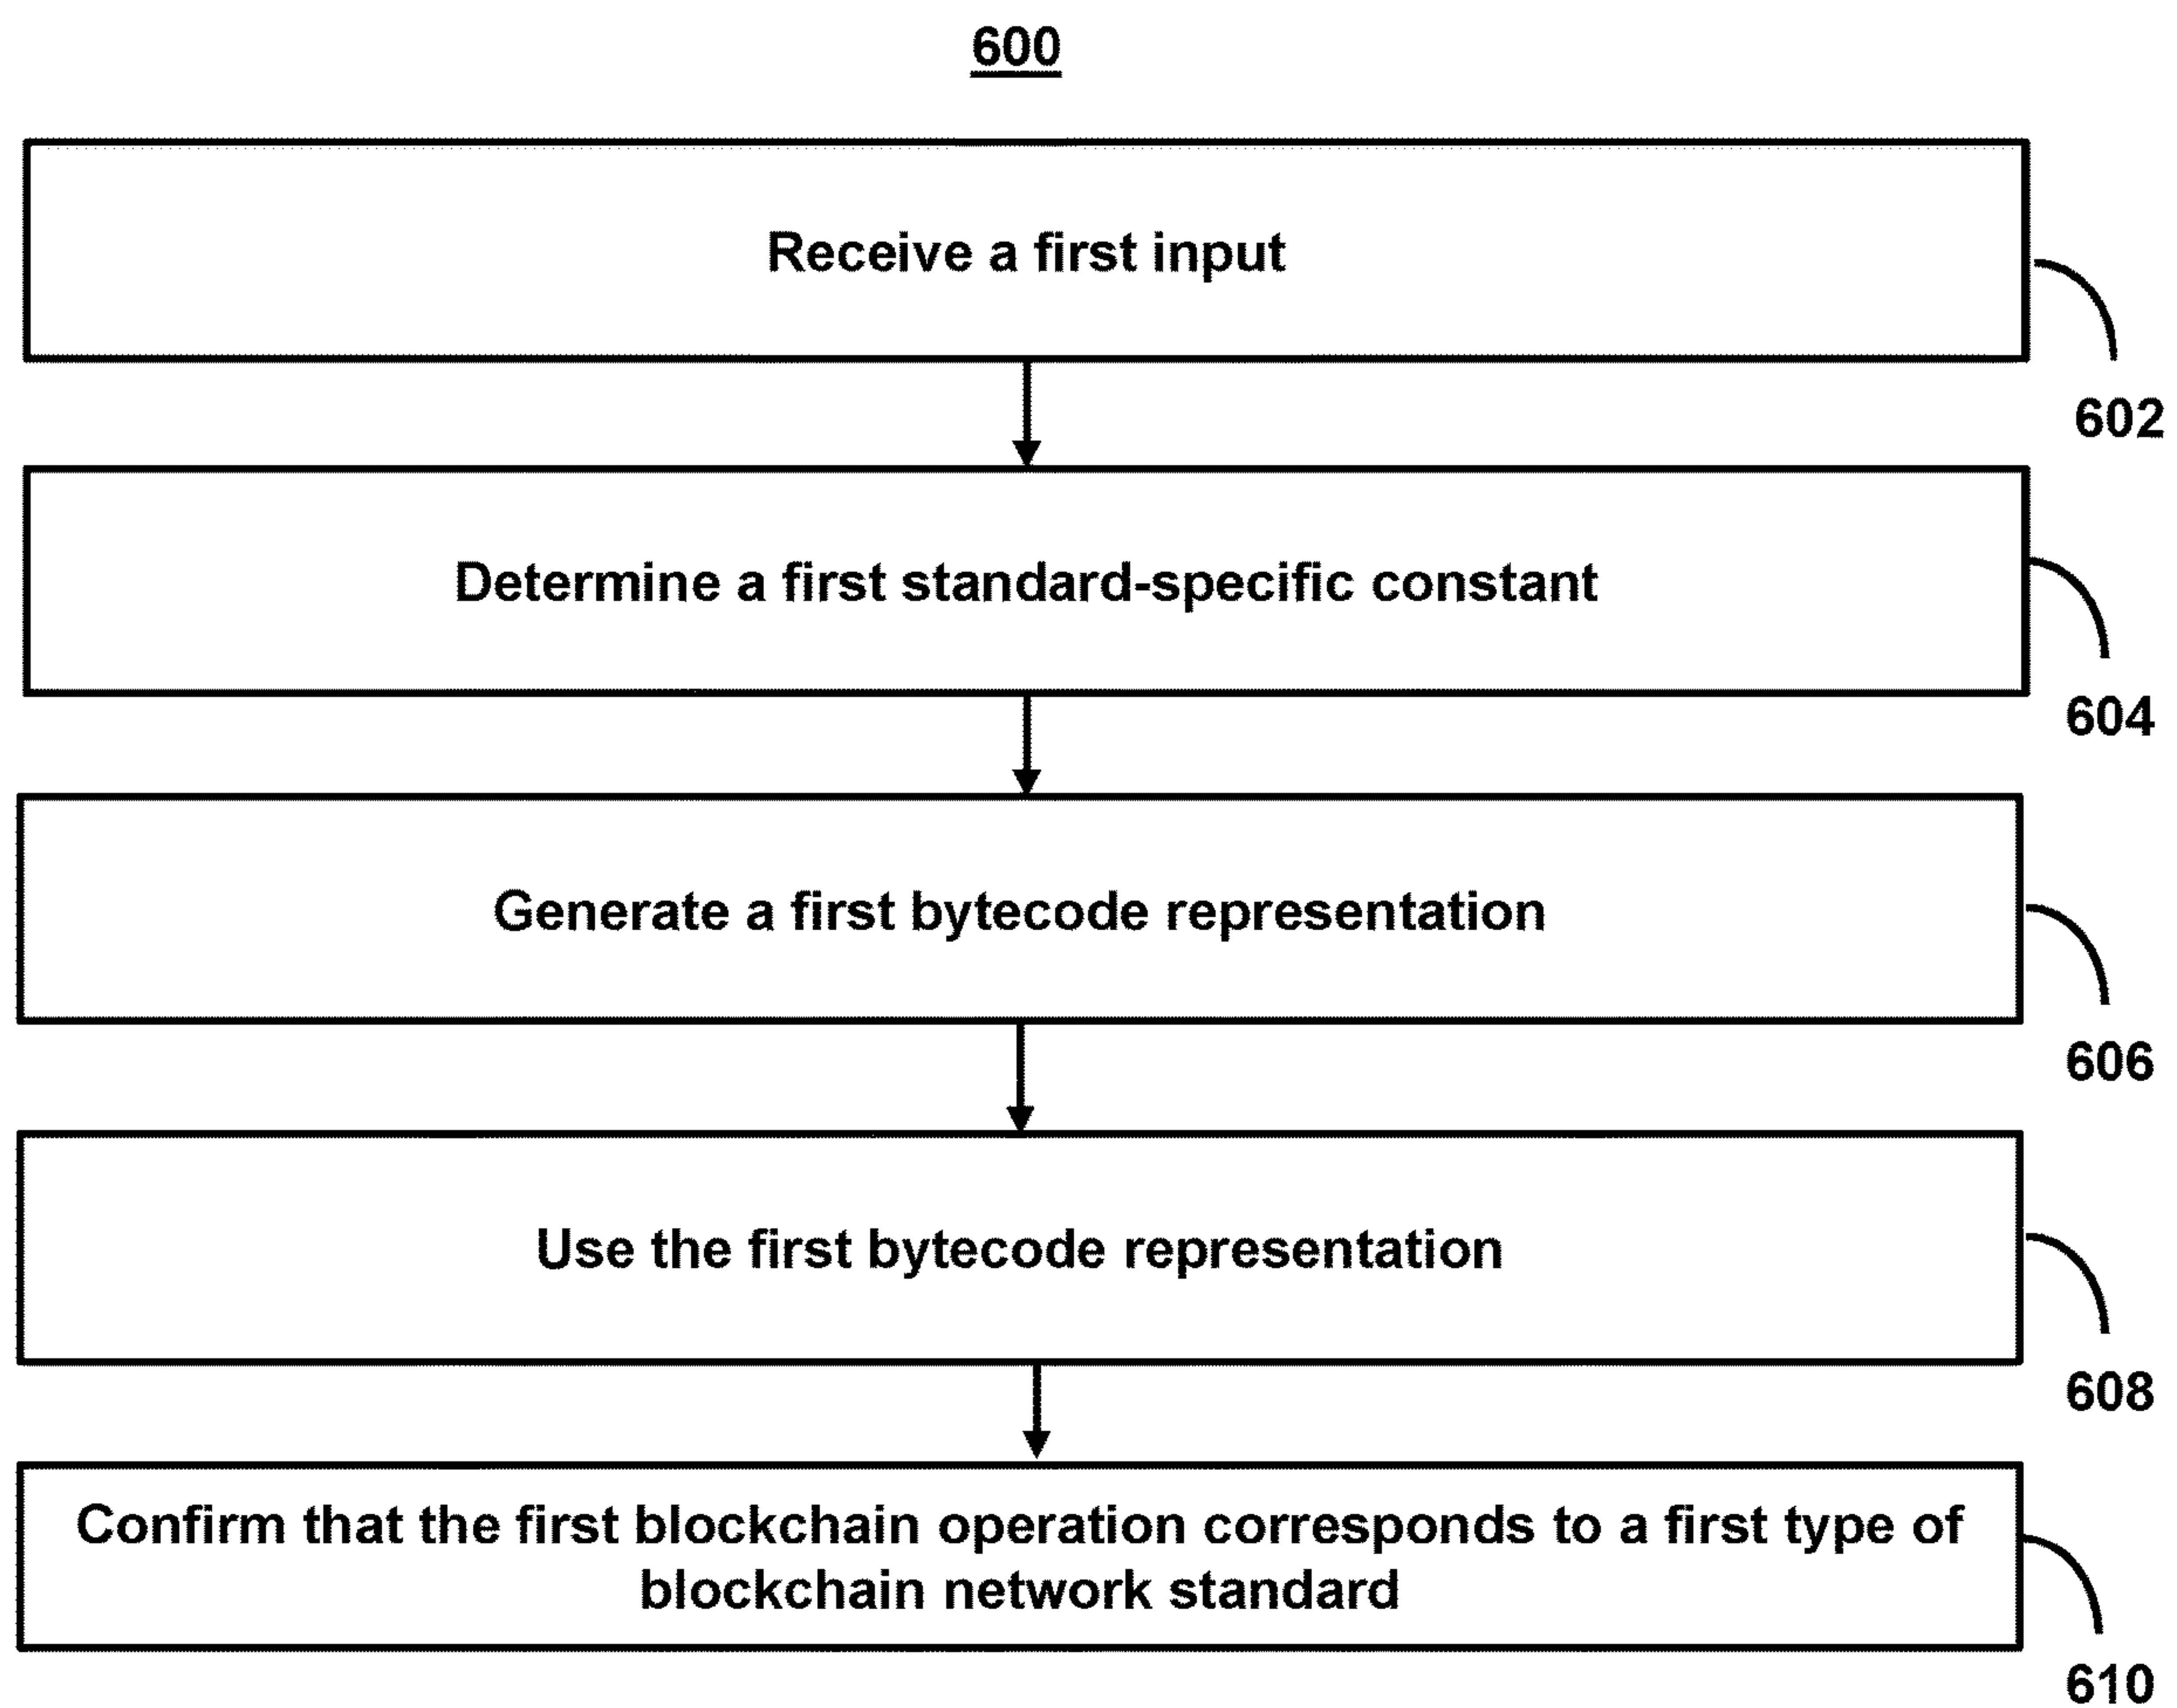 600
Receive a first input
602
Determine a first standard-specific constant
604
Generate a first bytecode representation
606
Use the first bytecode representation
608
Confirm that the first blockchain operation corresponds to a first type of
blockchain network standard
610